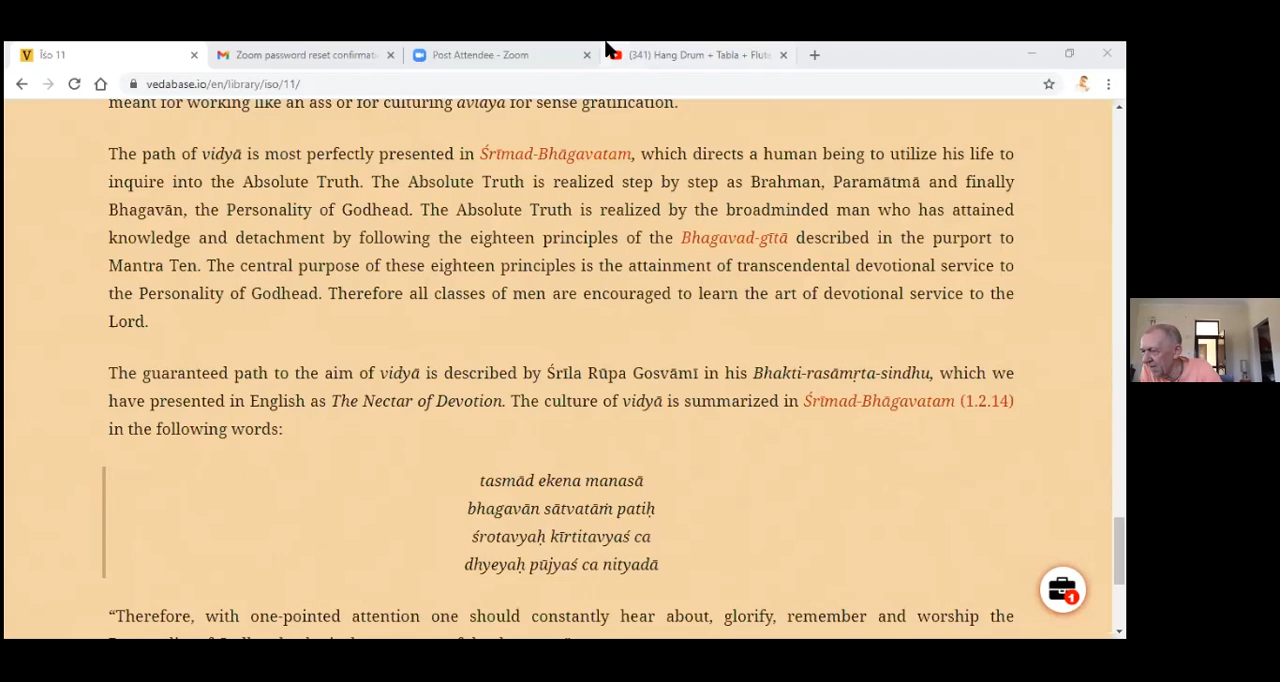 Īśo 11
Zoom password reset confirmat
Post Attendee - Zoom
(341) Hang Drum + Tabla + Flute
vedabase.io/en/library/iso/11/
meant for working like an ass or for culturing avidyā for sense gratification.
The path of vidyā is most perfectly presented in Śrīmad-Bhāgavatam, which directs a human being to utilize his life to
inquire into the Absolute Truth. The Absolute Truth is realized step by step as Brahman, Paramātmā and finally
Bhagavān, the Personality of Godhead. The Absolute Truth is realized by the broadminded man who has attained
knowledge and detachment by following the eighteen principles of the Bhagavad-gītā described in the purport to
Mantra Ten. The central purpose of these eighteen principles is the attainment of transcendental devotional service to
the Personality of Godhead. Therefore all classes of men are encouraged to learn the art of devotional service to the
Lord.
The guaranteed path to the aim of vidyā is described by Śrīla Rūpa Gosvāmī in his Bhakti-rasāmṛta-sindhu, which we
have presented in English as The Nectar of Devotion. The culture of vidyā is summarized in Śrīmad-Bhāgavatam (1.2.14)
in the following words:
tasmād ekena manasā
bhagavān sātvatāṁ patiḥ
śrotavyaḥ kīrtitavyaś ca
dhyeyaḥ pūjyaś ca nityadā
1
“Therefore, with one-pointed attention one should constantly hear about, glorify, remember and worship the